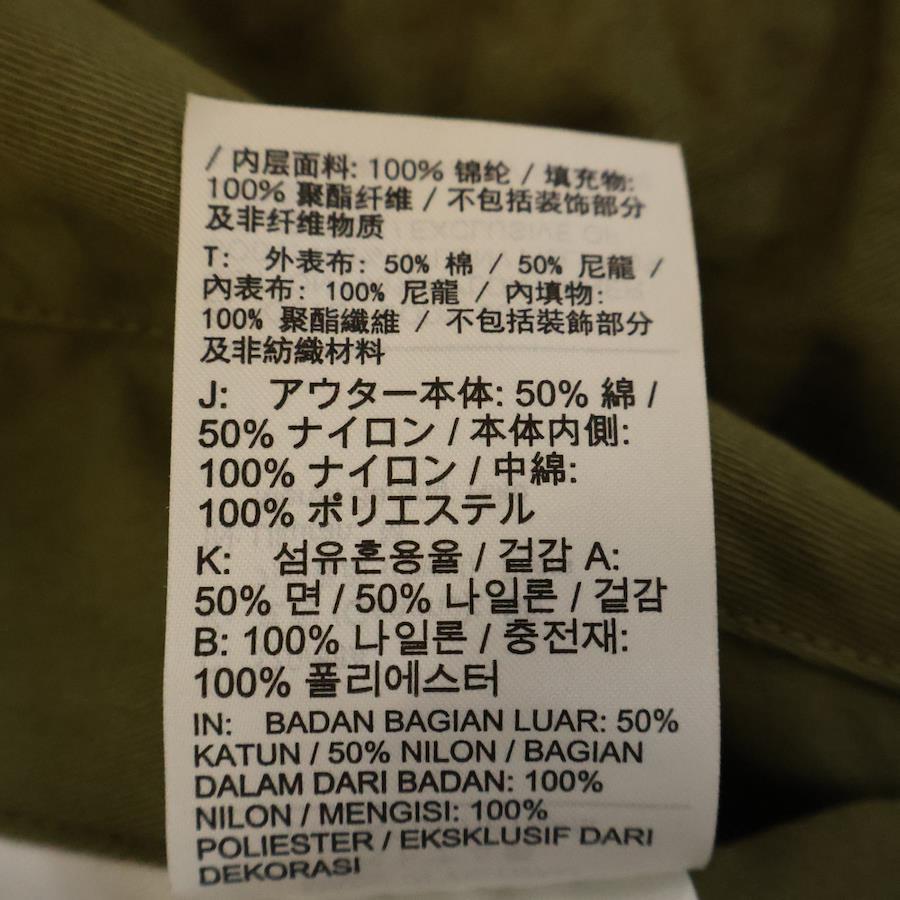 / 内层面料: 100% 锦纶 / 填充物:
100% 聚酯纤维 / 不包括装饰部分
及非纤维物质
T: 外表布: 50% 棉 / 50% 尼龍 /
內表布: 100% 尼龍 / 內填物:
100% 聚酯纖維 / 不包括裝飾部分
及非紡織材料
J: アウター本体: 50% 綿 /
50% ナイロン / 本体内側:
100% ナイロン / 中綿:
100% ポリエステル
K: 섬유혼용율 / 겉감 A:
50% 면 / 50% 나일론 / 겉감
B: 100% 나일론 / 충전재:
100% 폴리에스터
IN: BADAN BAGIAN LUAR: 50%
KATUN / 50% NILON / BAGIAN
DALAM DARI BADAN: 100%
NILON / MENGISI: 100%
POLIESTER / EKSKLUSIF DARI
DEKORASI